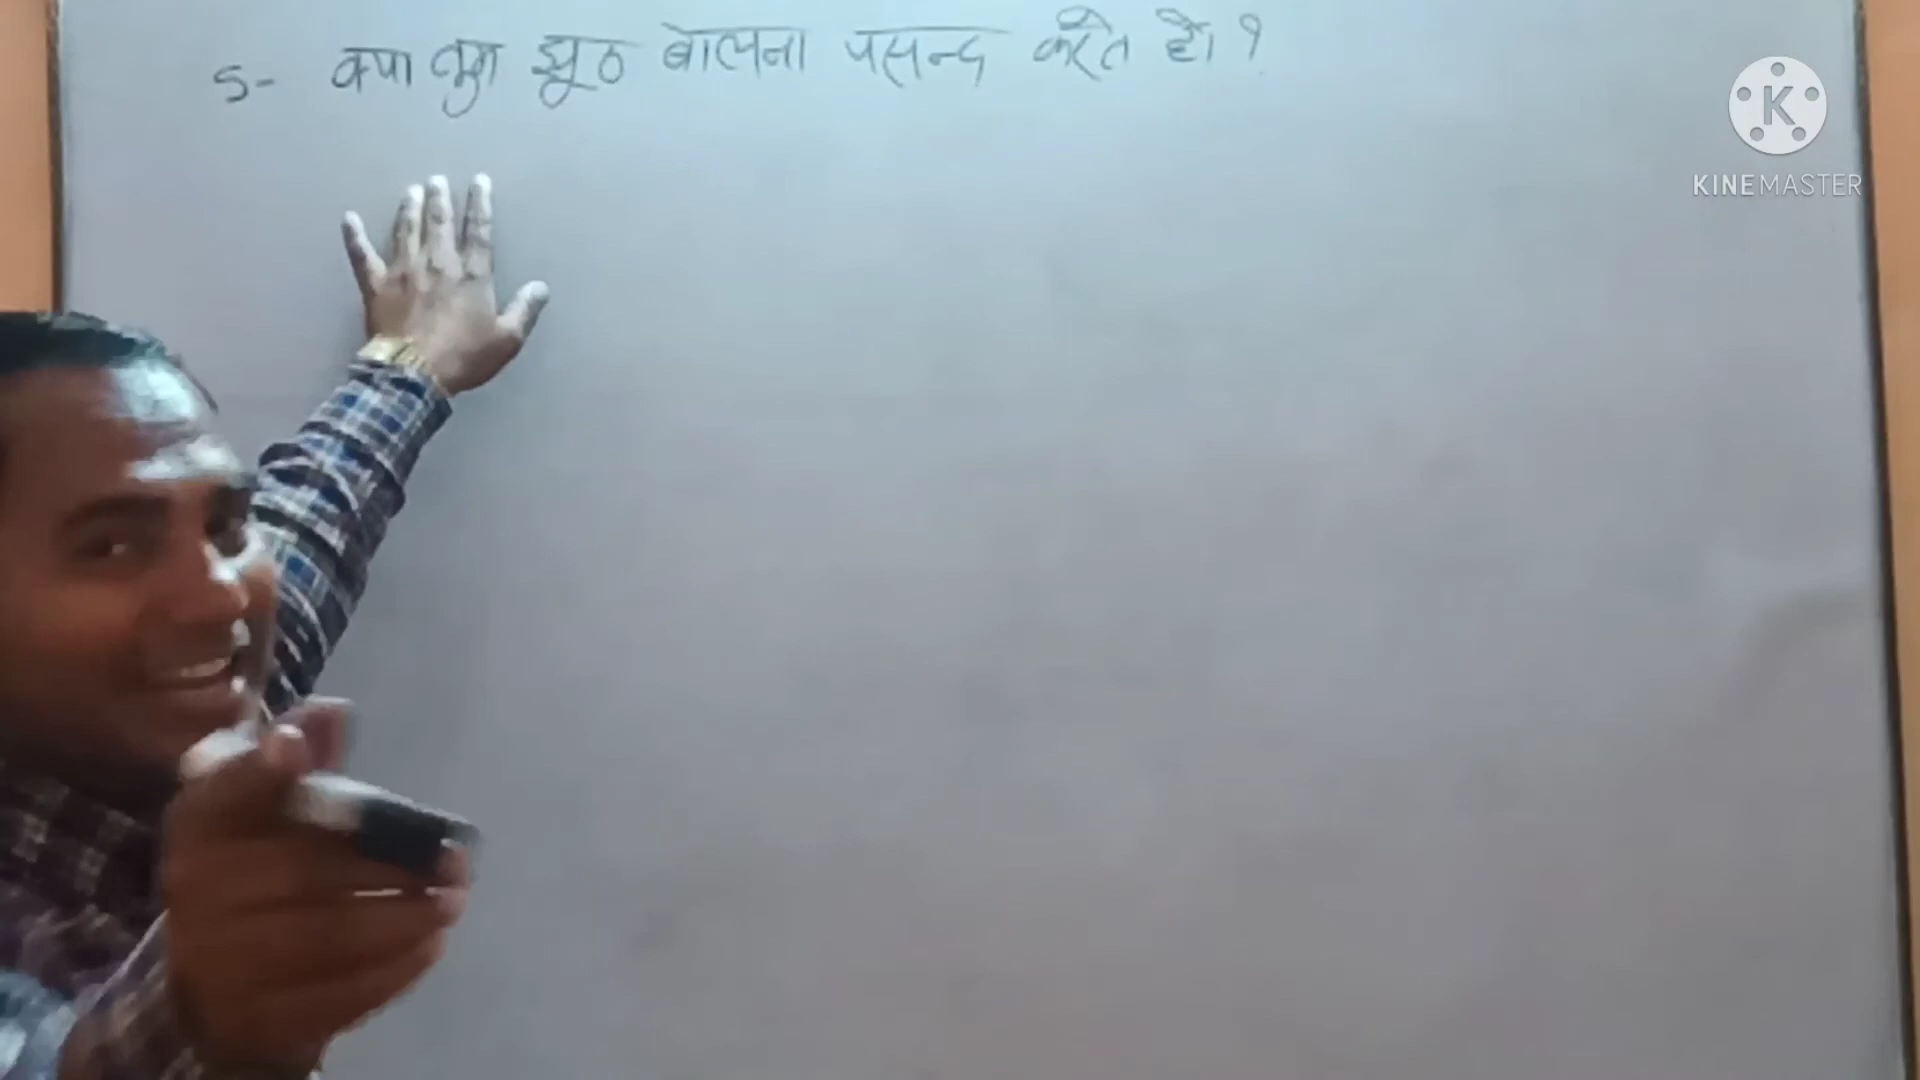 5- क्या तुम झूठ बोलना पसन्द करते हो ?
K
KINEMASTER